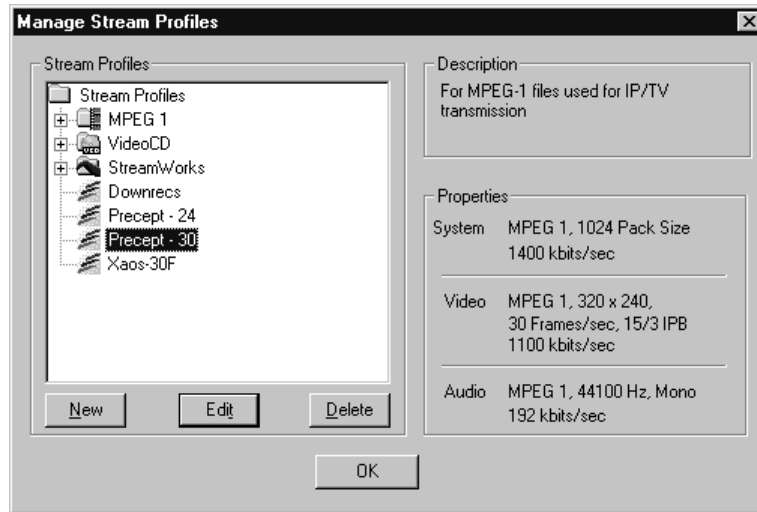 Manage Stream Profiles
Stream Profiles
Stream Profiles
MPEG 1
VideoCD
StreamWorks
Downrecs
Precept - 24
Precept - 30
Xaos-30F
New
Edit
Delete
Description
For MPEG-1 files used for IP/TV
transmission
Properties
System MPEG 1, 1024 Pack Size
1400 kbits/sec
Video MPEG 1, 320 x 240,
30 Frames/sec, 15/3 IPB
1100 kbits/sec
Audio MPEG 1, 44100 Hz, Mono
192 kbits/sec
OK